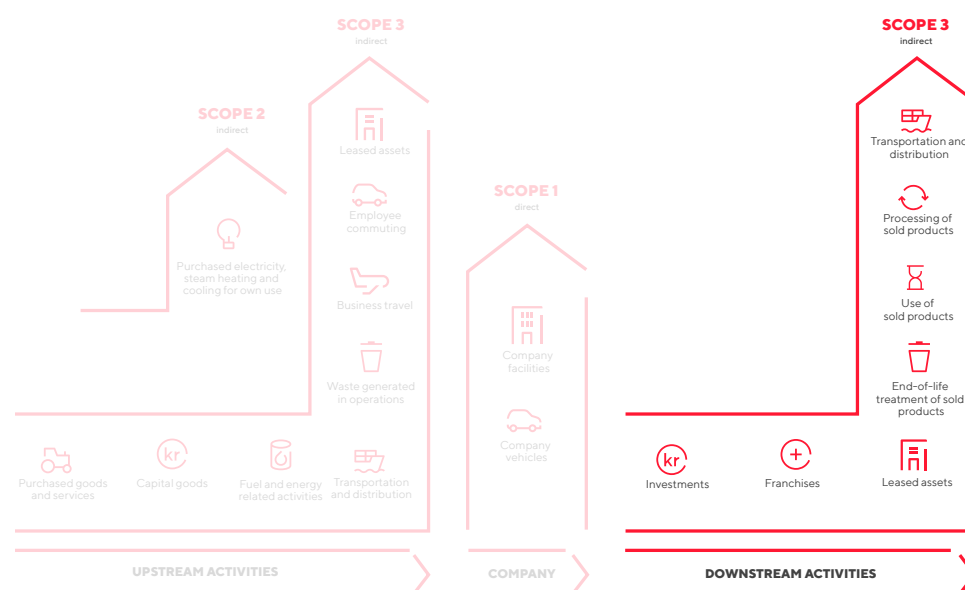 SCOPE 3
indirect
Leased assets
Employee
commuting
Business travel
Waste generated
in operations
SCOPE 2
indirect
Purchased electricity,
steam heating and
cooling for own use
Purchased goods
and services
kr
Capital goods
Fuel and energy
related activities
Transportation
and distribution
UPSTREAM ACTIVITIES
SCOPE 1
direct
Company
facilities
Company
vehicles
COMPANY
SCOPE 3
indirect
Transportation and
distribution
Processing of
sold products
Use of
sold products
End-of-life
treatment of sold
products
kr
Investments
Franchises
Leased assets
DOWNSTREAM ACTIVITIES